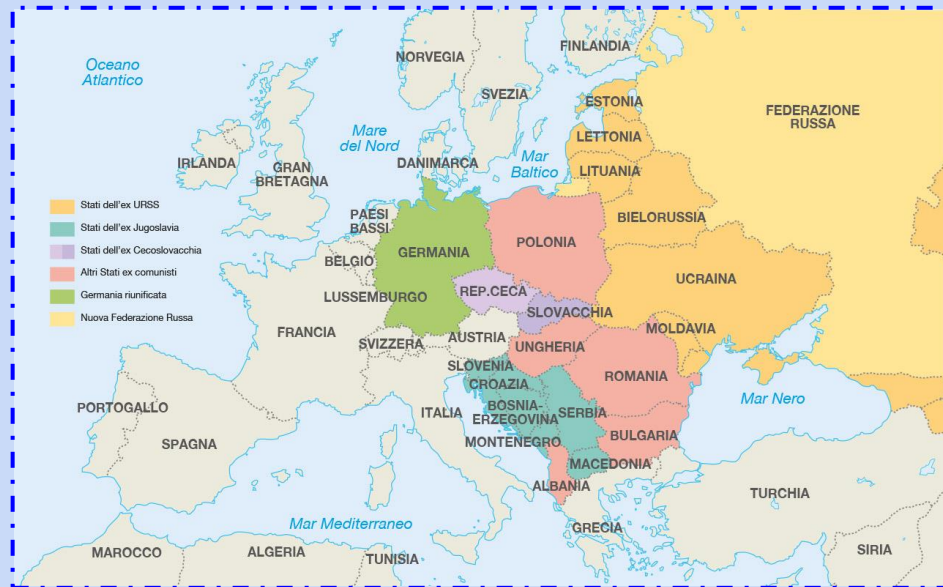 Oceano
Atlantico
NORVEGIA
FINLANDIA
SVEZIA
ESTONIA
FEDERAZIONE
RUSSA
Mare
del Nord
LETTONIA
IRLANDA
GRAN
BRETAGNA
DANIMARCA
Mar
Baltico
LITUANIA
Stati dell'ex URSS
Stati dell'ex Jugoslavia
Stati dell'ex Cecoslovacchia
Altri Stati ex comunisti
Germania riunificata
Nuova Federazione Russa
PAESI
BASSI
BIELORUSSIA
GERMANIA
POLONIA
BELGIO
UCRAINA
LUSSEMBURGO
REP.CECA
SLOVACCHIA
FRANCIA
SVIZZERA
AUSTRIA
MOLDAVIA
UNGHERIA
SLOVENIA
ROMANIA
CROAZIA
PORTOGALLO
SPAGNA
ITALIA
BOSNIA-
ERZEGOVINA
SERBIA
Mar Nero
MONTENEGRO
BULGARIA
MACEDONIA
ALBANIA
TURCHIA
Mar Mediterraneo
GRECIA
MAROCCO
ALGERIA
TUNISIA
SIRIA